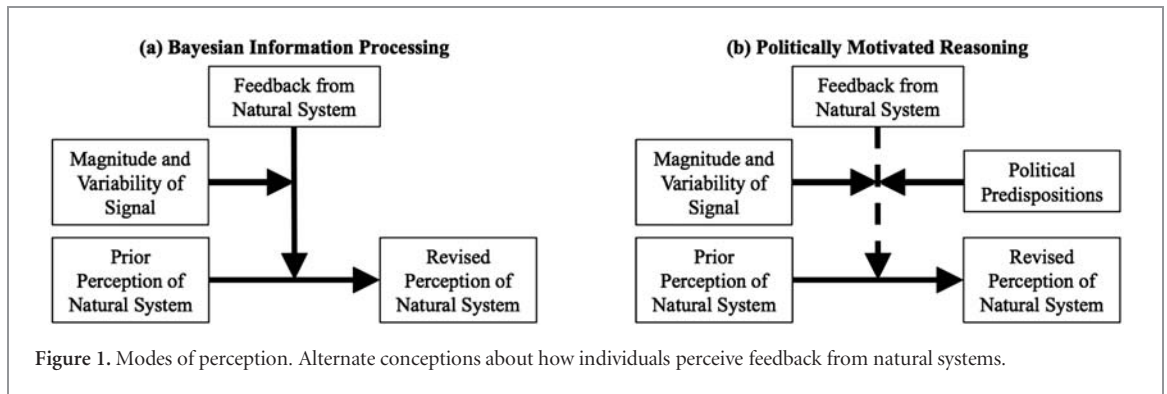 (a) Bayesian Information Processing
Feedback from
Natural System
Magnitude and
Variability of
Signal
Prior
Perception of
Natural System
Revised
Perception of
Natural System
(b) Politically Motivated Reasoning
Feedback from
Natural System
Magnitude and
Variability of
Signal
Political
Predispositions
Prior
Perception of
Natural System
Revised
Perception of
Natural System
Figure 1. Modes of perception. Alternate conceptions about how individuals perceive feedback from natural systems.